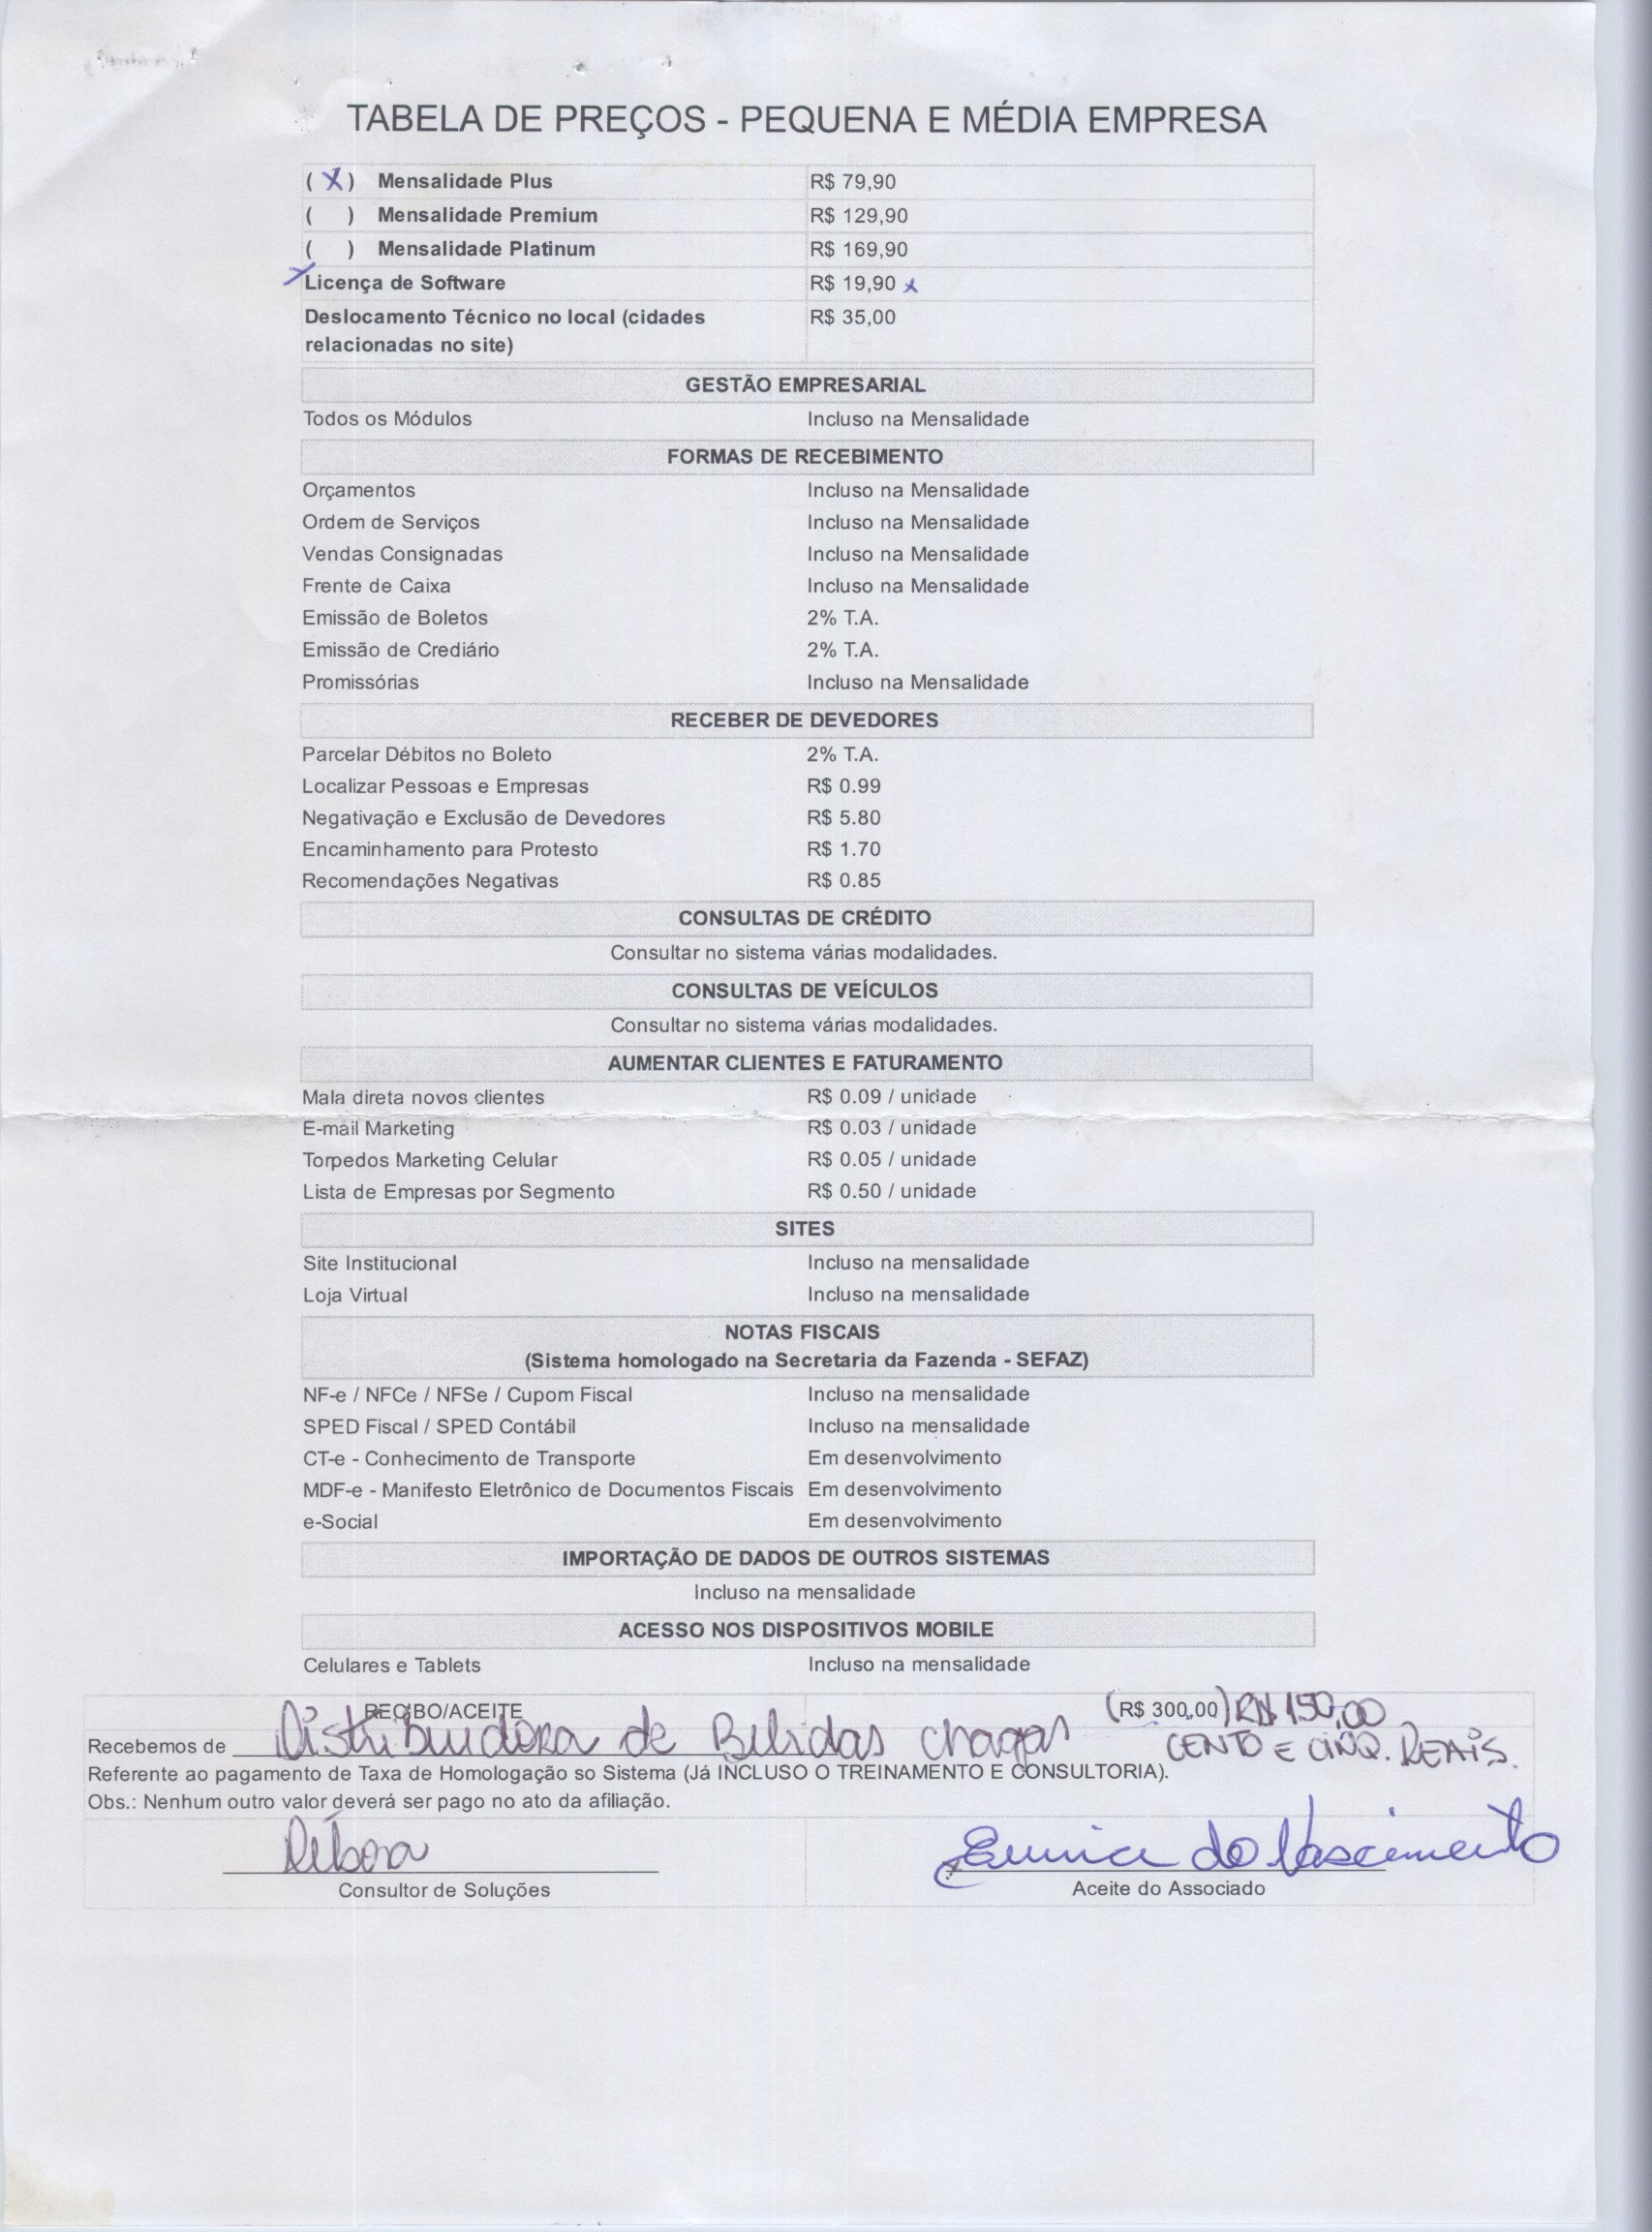 TABELA DE PREÇOS - PEQUENA E MÉDIA EMPRESA
( X ) Mensalidade Plus R$ 79,90
( ) Mensalidade Premium R$ 129,90
( ) Mensalidade Platinum R$ 169,90
X Licença de Software R$ 19,90 x
Deslocamento Técnico no local (cidades R$ 35,00
relacionadas no site)
GESTÃO EMPRESARIAL
Todos os Módulos Incluso na Mensalidade
FORMAS DE RECEBIMENTO
Orçamentos Incluso na Mensalidade
Ordem de Serviços Incluso na Mensalidade
Vendas Consignadas Incluso na Mensalidade
Frente de Caixa Incluso na Mensalidade
Emissão de Boletos 2% T.A.
Emissão de Crediário 2% T.A.
Promissórias Incluso na Mensalidade
RECEBER DE DEVEDORES
Parcelar Débitos no Boleto 2% T.A.
Localizar Pessoas e Empresas R$ 0.99
Negativação e Exclusão de Devedores R$ 5.80
Encaminhamento para Protesto R$ 1.70
Recomendações Negativas R$ 0.85
CONSULTAS DE CRÉDITO
Consultar no sistema várias modalidades.
CONSULTAS DE VEÍCULOS
Consultar no sistema várias modalidades.
AUMENTAR CLIENTES E FATURAMENTO
Mala direta novos clientes R$ 0.09 / unidade
E-mail Marketing R$ 0.03 / unidade
Torpedos Marketing Celular R$ 0.05 / unidade
Lista de Empresas por Segmento R$ 0.50 / unidade
SITES
Site Institucional Incluso na mensalidade
Loja Virtual Incluso na mensalidade
NOTAS FISCAIS
(Sistema homologado na Secretaria da Fazenda - SEFAZ)
NF-e / NFCe / NFSe / Cupom Fiscal Incluso na mensalidade
SPED Fiscal / SPED Contábil Incluso na mensalidade
CT-e - Conhecimento de Transporte Em desenvolvimento
MDF-e - Manifesto Eletrônico de Documentos Fiscais Em desenvolvimento
e-Social Em desenvolvimento
IMPORTAÇÃO DE DADOS DE OUTROS SISTEMAS
Incluso na mensalidade
ACESSO NOS DISPOSITIVOS MOBILE
Celulares e Tablets Incluso na mensalidade
RECIBO/ACEITE (R$ 300,00) R$ 150,00
Recebemos de Distribuidora de Bebidas chagas CENTO E CINQ. REAIS.
Referente ao pagamento de Taxa de Homologação so Sistema (Já INCLUSO O TREINAMENTO E CONSULTORIA).
Obs.: Nenhum outro valor deverá ser pago no ato da afiliação.
Débora Eunice do Nascimento
Consultor de Soluções Aceite do Associado